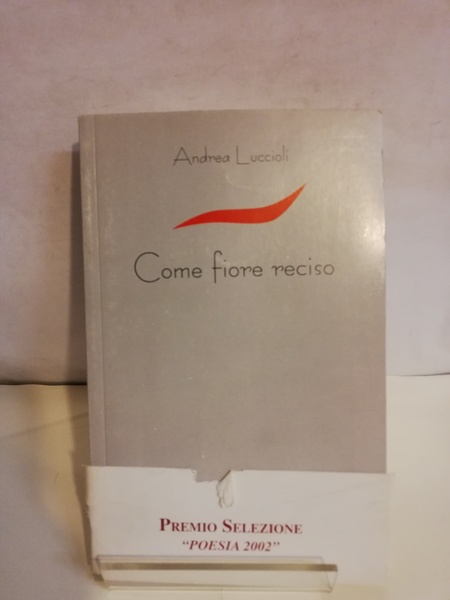 Andrea Luccioli
Come fiore reciso
PREMIO SELEZIONE
"POESIA 2002"